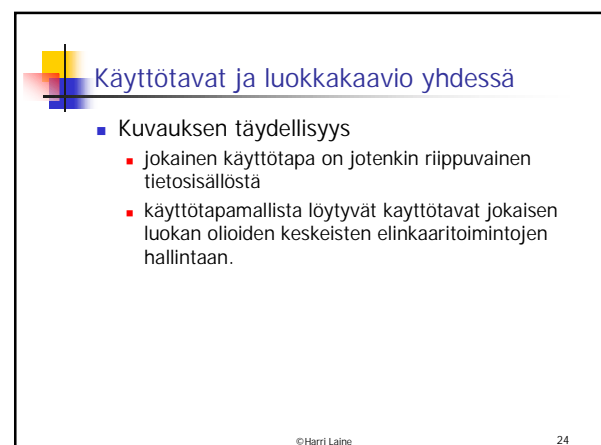 Käyttötavat ja luokkakaavio yhdessä
Kuvauksen täydellisyys
jokainen käyttötapa on jotenkin riippuvainen
tietosisällöstä
käyttötapamallista löytyvät kayttötavat jokaisen
luokan olioiden keskeisten elinkaaritoimintojen
hallintaan.
©Harri Laine
24